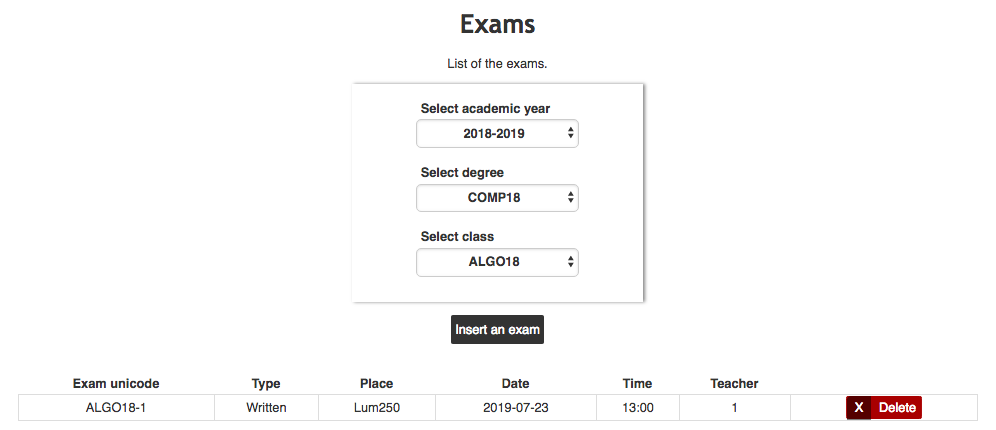 Exams
List of the exams.
Select academic year
2018-2019
Select degree
COMP18
Select class
ALGO18
Insert an exam
Exam unicode Type Place Date Time Teacher
ALGO18-1 Written Lum250 2019-07-23 13:00 1 X Delete